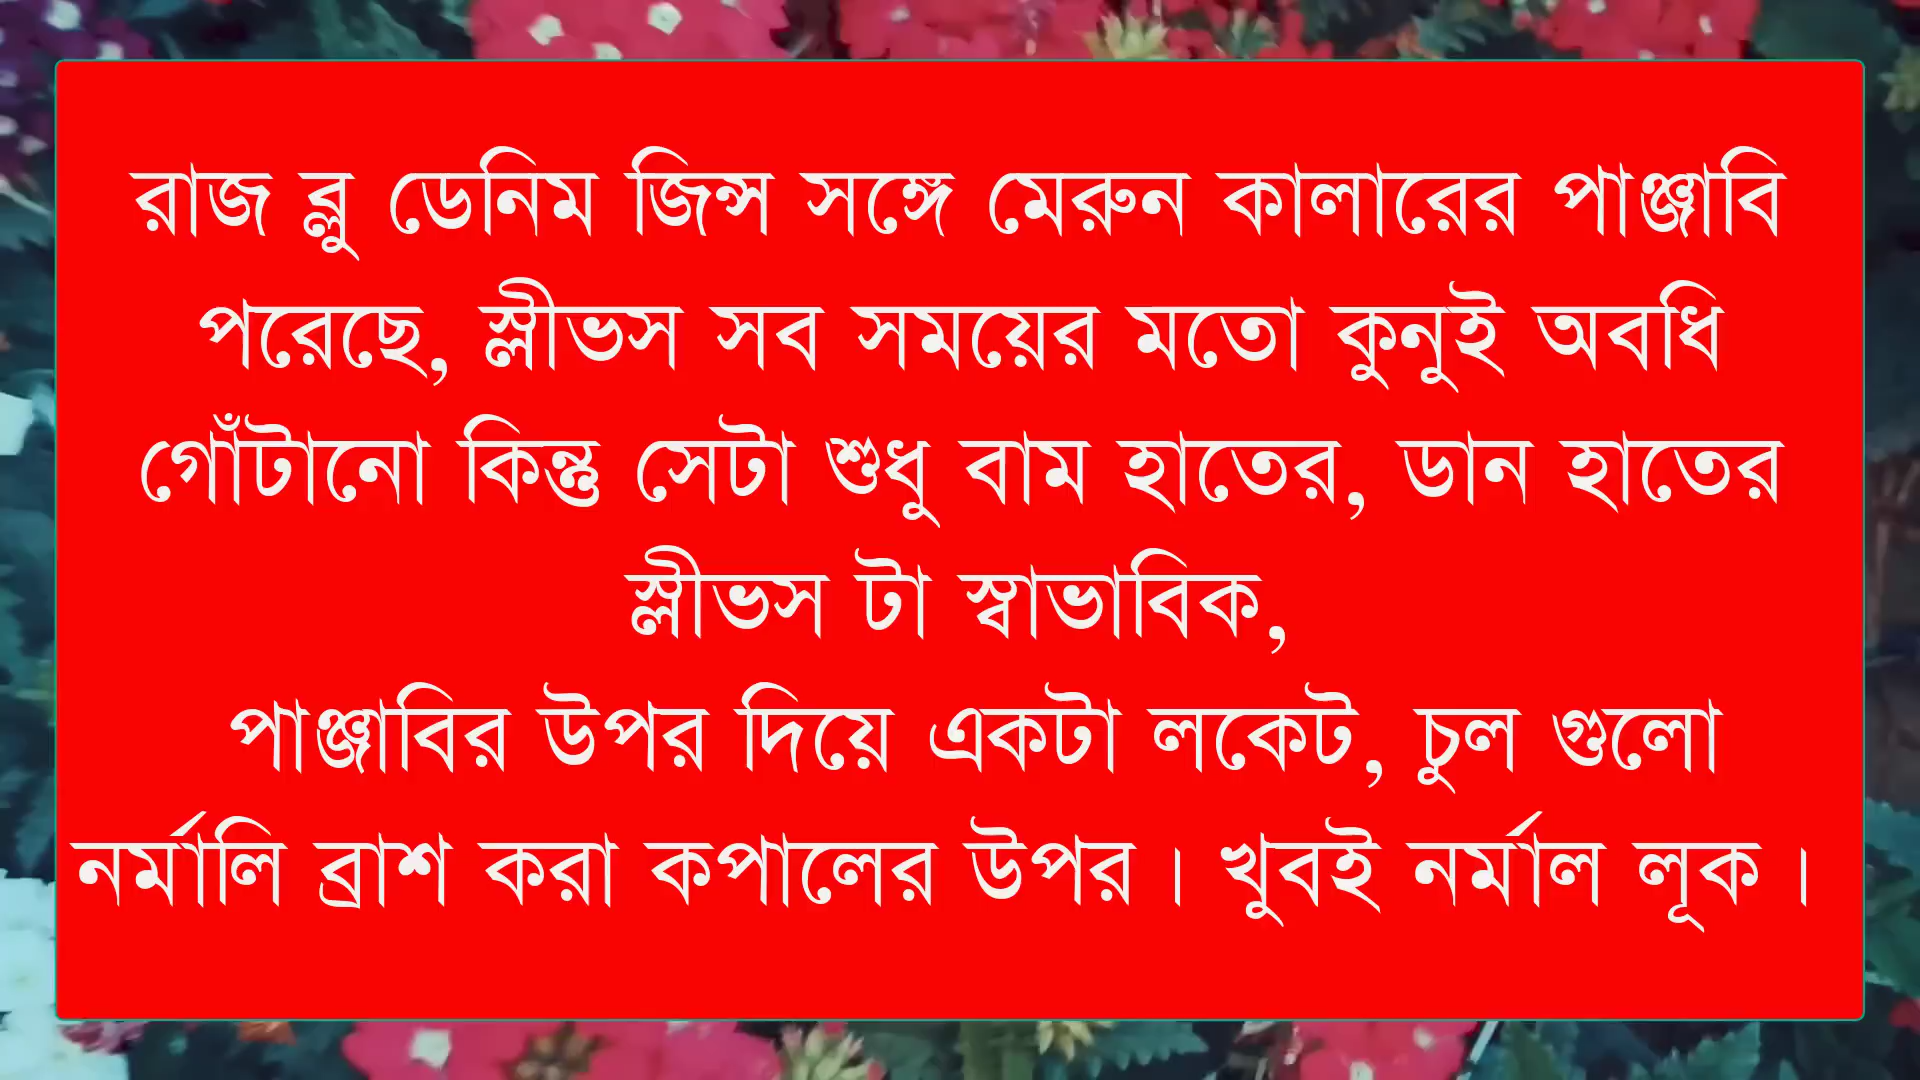 রাজ ব্লু ডেনিম জিন্স সঙ্গে মেরুন কালারের পাঞ্জাবি
পরেছে, স্লীভস সব সময়ের মতো কুনুই অবধি
গোঁটানো কিন্তু সেটা শুধু বাম হাতের, ডান হাতের
স্লীভস টা স্বাভাবিক,
পাঞ্জাবির উপর দিয়ে একটা লকেট, চুল গুলো
নর্মালি ব্রাশ করা কপালের উপর। খুবই নর্মাল লূক।